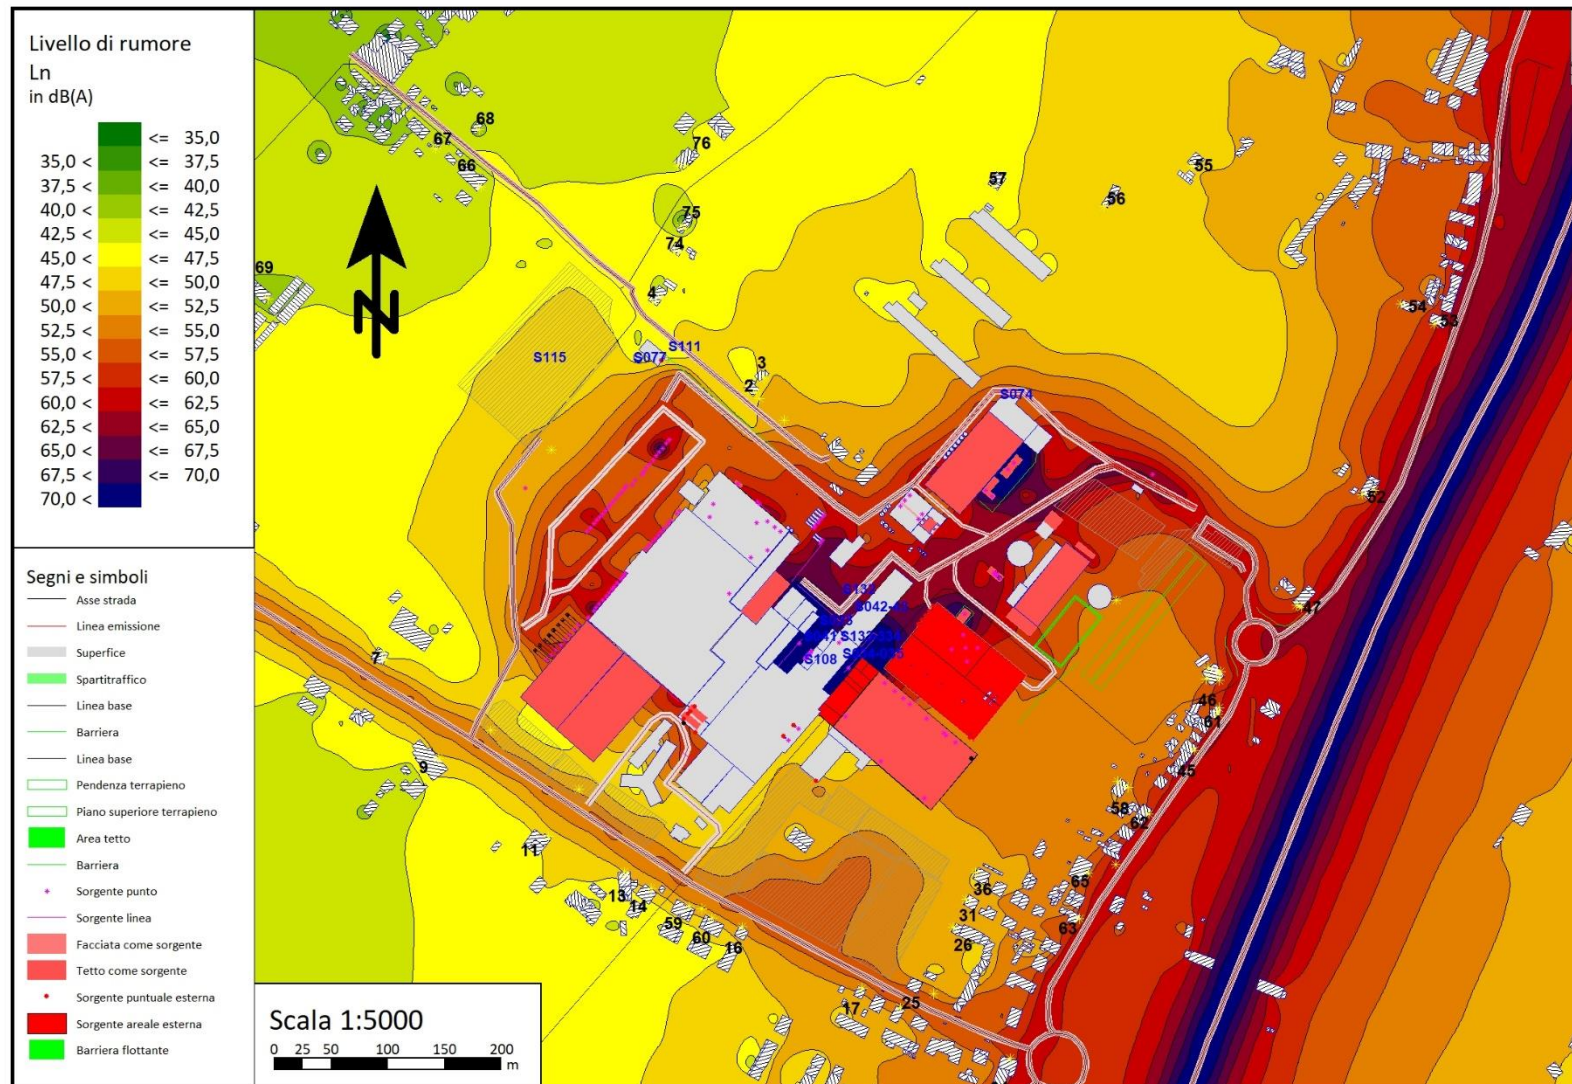 Livello di rumore
Ln
in dB(A)
<= 35,0
35,0 < <= 37,5
37,5 < <= 40,0
40,0 < <= 42,5
42,5 < <= 45,0
45,0 < <= 47,5
47,5 < <= 50,0
50,0 < <= 52,5
52,5 < <= 55,0
55,0 < <= 57,5
57,5 < <= 60,0
60,0 < <= 62,5
62,5 < <= 65,0
65,0 < <= 67,5
67,5 < <= 70,0
70,0 <
Segni e simboli
Asse strada
Linea emissione
Superfice
Spartitraffico
Linea base
Barriera
Linea base
Pendenza terrapieno
Piano superiore terrapieno
Area tetto
Barriera
Sorgente punto
Sorgente linea
Facciata come sorgente
Tetto come sorgente
Sorgente puntuale esterna
Sorgente areale esterna
Barriera flottante
N
68
67
76
66
55
57
56
75
74
69
4
54
53
S111
S115
S077
3
2
S074
52
47
S108
7
46
61
9
45
58
62
11
65
36
13
14
31
63
59
60
26
16
25
17
Scala 1:5000
0 25 50 100 150 200
m